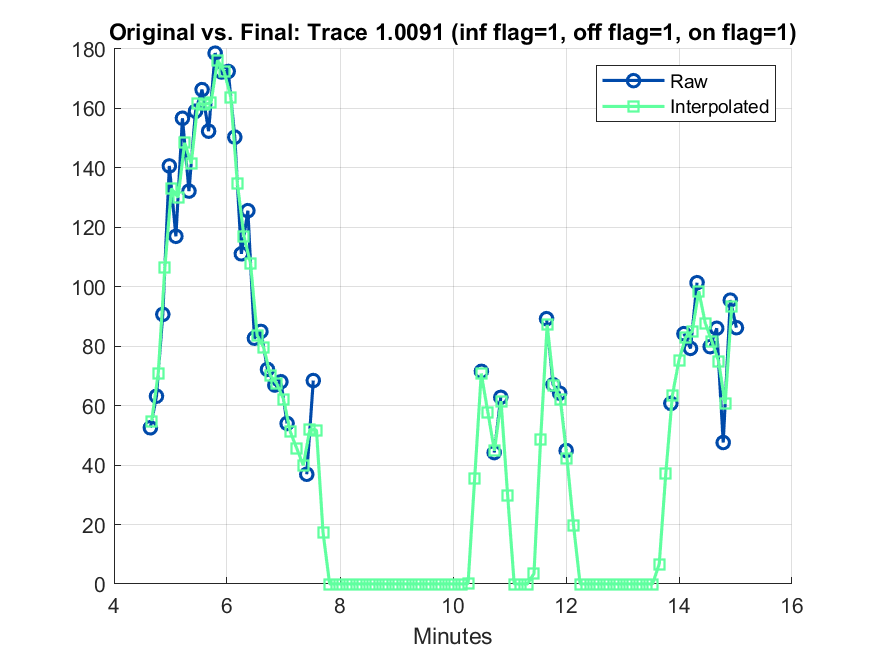 Original vs. Final: Trace 1.0091 (inf flag=1, off flag=1, on flag=1)
180
160
140
120
100
80
60
40
20
0
Raw
Interpolated
4 6 8 10 12 14 16
Minutes